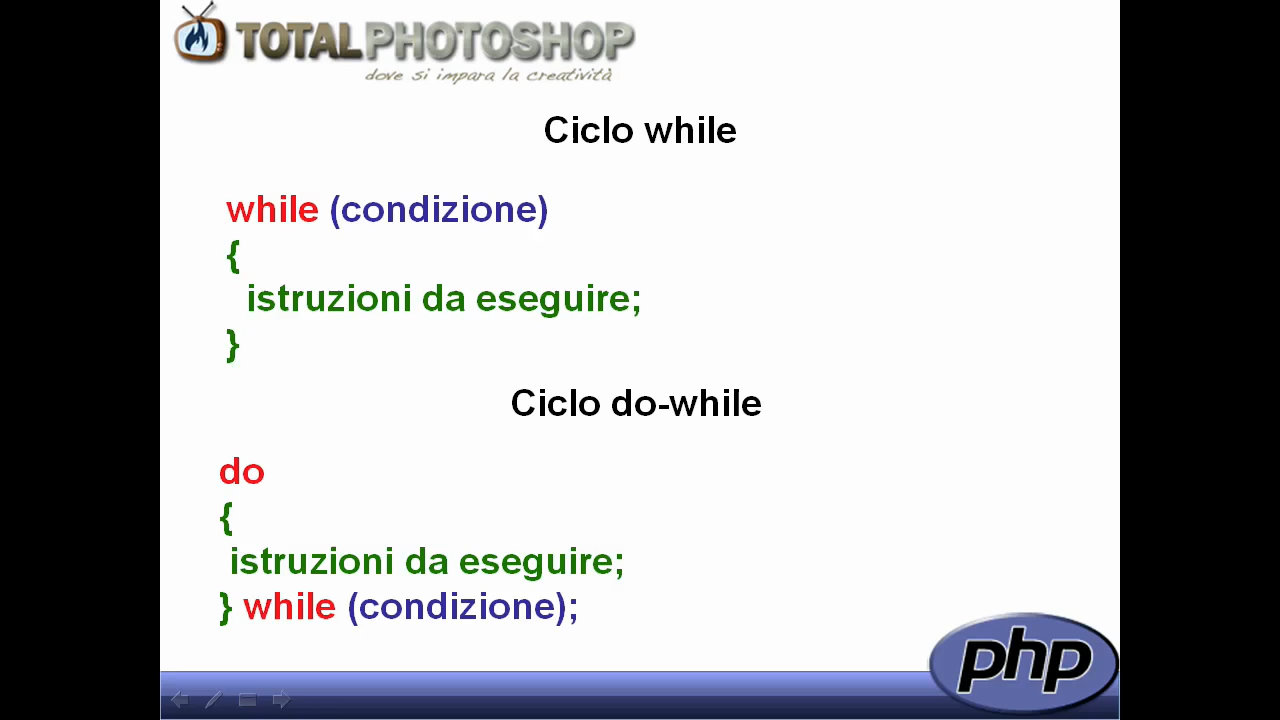 TOTALPHOTOSHOP
dove si impara la creatività
Ciclo while
while (condizione)
{
istruzioni da eseguire;
}
Ciclo do-while
do
{
istruzioni da eseguire;
} while (condizione);
php